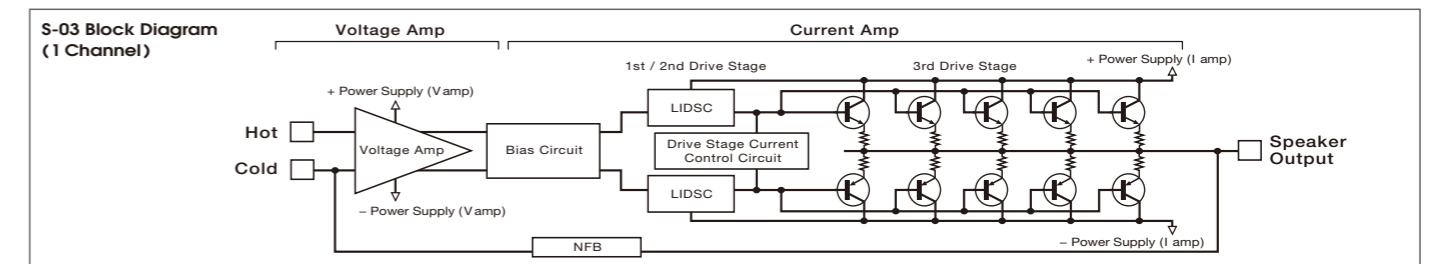 S-03 Block Diagram
(1 Channel)
Voltage Amp
Current Amp
1st / 2nd Drive Stage
3rd Drive Stage
+ Power Supply (I amp)
+ Power Supply (Vamp)
LIDSC
Hot
Voltage Amp
Bias Circuit
Drive Stage Current
Control Circuit
Speaker
Output
Cold
LIDSC
– Power Supply (Vamp)
– Power Supply (I amp)
NFB